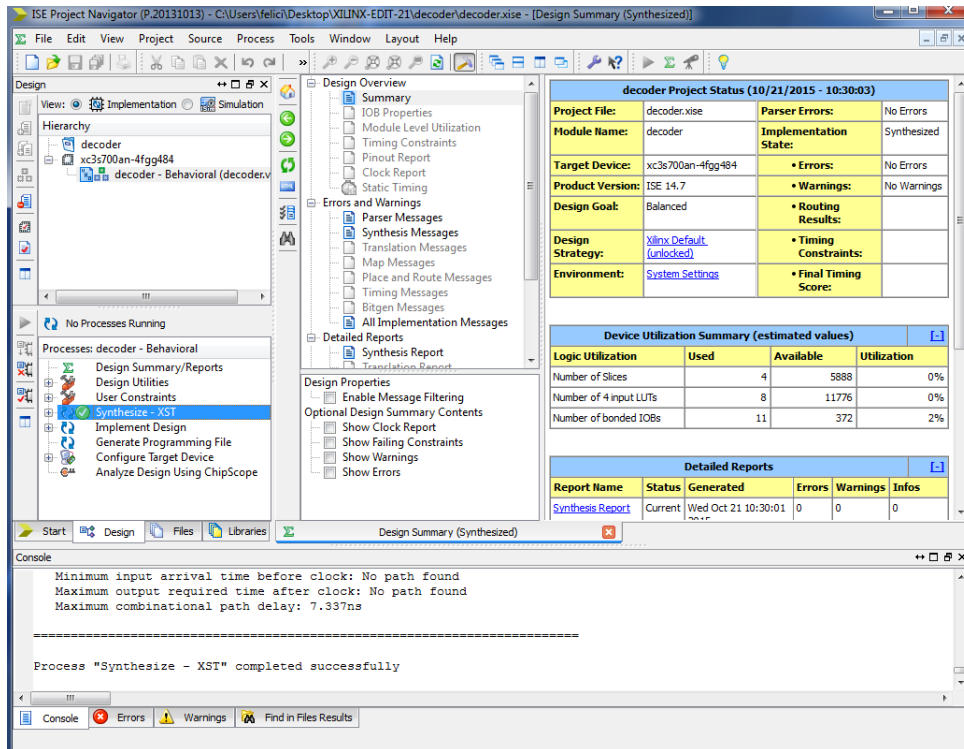 ISE Project Navigator (P.20131013) - C:\Users\felici\Desktop\XILINX-EDIT-21\decoder\decoder.xise - [Design Summary (Synthesized)]
File Edit View Project Source Process Tools Window Layout Help
Design
View: Implementation Simulation
Hierarchy
decoder
xc3s700an-4fgg484
decoder - Behavioral (decoder.v
No Processes Running
Processes: decoder - Behavioral
Design Summary/Reports
Design Utilities
User Constraints
Synthesize - XST
Implement Design
Generate Programming File
Configure Target Device
Analyze Design Using ChipScope
Start Design Files Libraries
Design Overview
Summary
IOB Properties
Module Level Utilization
Timing Constraints
Pinout Report
Clock Report
Static Timing
Errors and Warnings
Parser Messages
Synthesis Messages
Translation Messages
Map Messages
Place and Route Messages
Timing Messages
Bitgen Messages
All Implementation Messages
Detailed Reports
Synthesis Report
Translation Report
Design Properties
Enable Message Filtering
Optional Design Summary Contents
Show Clock Report
Show Failing Constraints
Show Warnings
Show Errors
Design Summary (Synthesized)
decoder Project Status (10/21/2015 - 10:30:03)
Project File: decoder.xise Parser Errors: No Errors
Module Name: decoder Implementation State: Synthesized
Target Device: xc3s700an-4fgg484 • Errors: No Errors
Product Version: ISE 14.7 • Warnings: No Warnings
Design Goal: Balanced • Routing Results:
Design Strategy: Xilinx Default (unlocked) • Timing Constraints:
Environment: System Settings • Final Timing Score:
Device Utilization Summary (estimated values) [-]
Logic Utilization Used Available Utilization
Number of Slices 4 5888 0%
Number of 4 input LUTs 8 11776 0%
Number of bonded IOBs 11 372 2%
Detailed Reports [-]
Report Name Status Generated Errors Warnings Infos
Synthesis Report Current Wed Oct 21 10:30:01 2015 0 0 0
Console
Minimum input arrival time before clock: No path found
Maximum output required time after clock: No path found
Maximum combinational path delay: 7.337ns
=========================================================================
Process "Synthesize - XST" completed successfully
Console Errors Warnings Find in Files Results